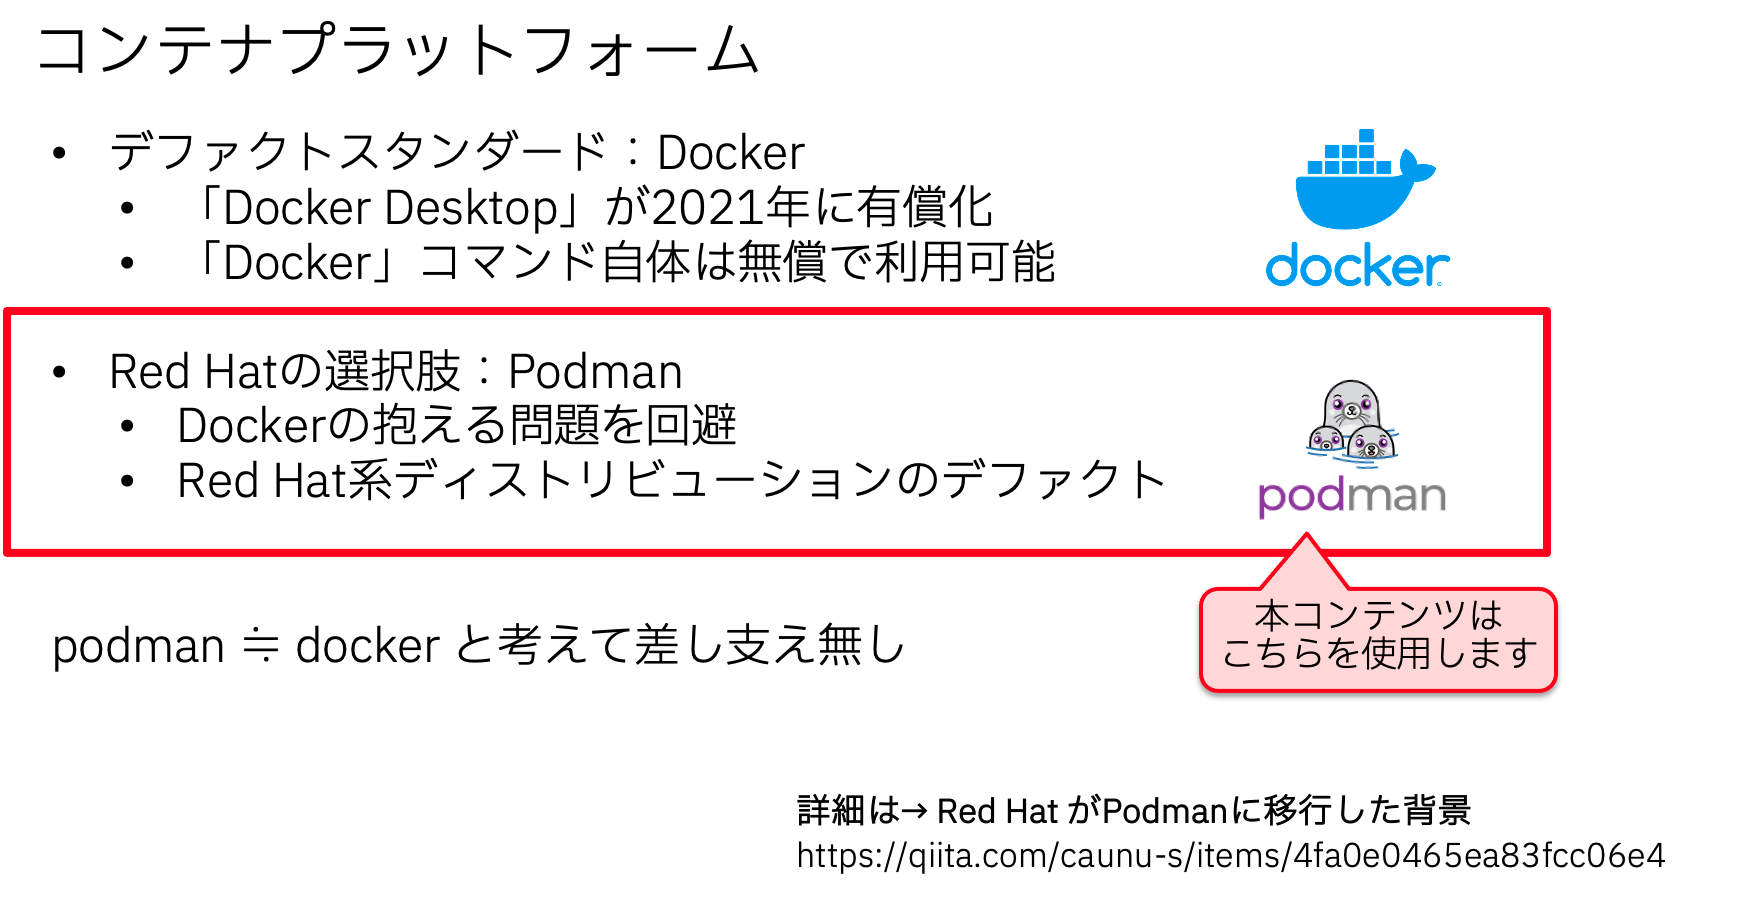 コンテナプラットフォーム
• デファクトスタンダード：Docker
• 「Docker Desktop」が2021年に有償化
• 「Docker」コマンド自体は無償で利用可能
docker
• Red Hatの選択肢：Podman
• Dockerの抱える問題を回避
• Red Hat系ディストリビューションのデファクト
podman
本コンテンツは
こちらを使用します
podman ≒ docker と考えて差し支え無し
詳細は→ Red Hat がPodmanに移行した背景
https://qiita.com/caunu-s/items/4fa0e0465ea83fcc06e4